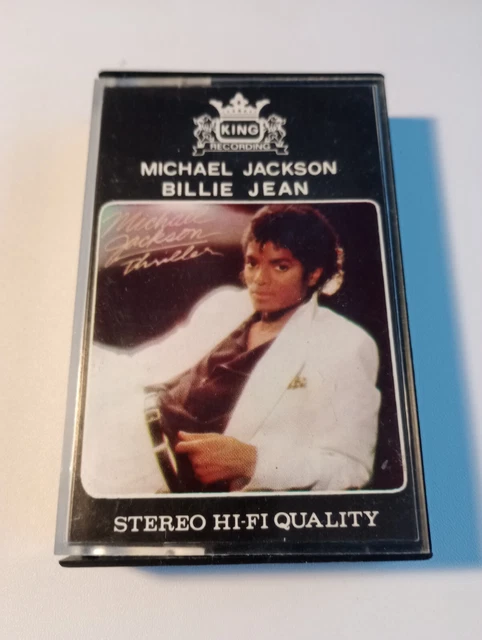 KING
RECORDING
MICHAEL JACKSON
BILLIE JEAN
Michael
Jackson
Thriller
STEREO HI-FI QUALITY